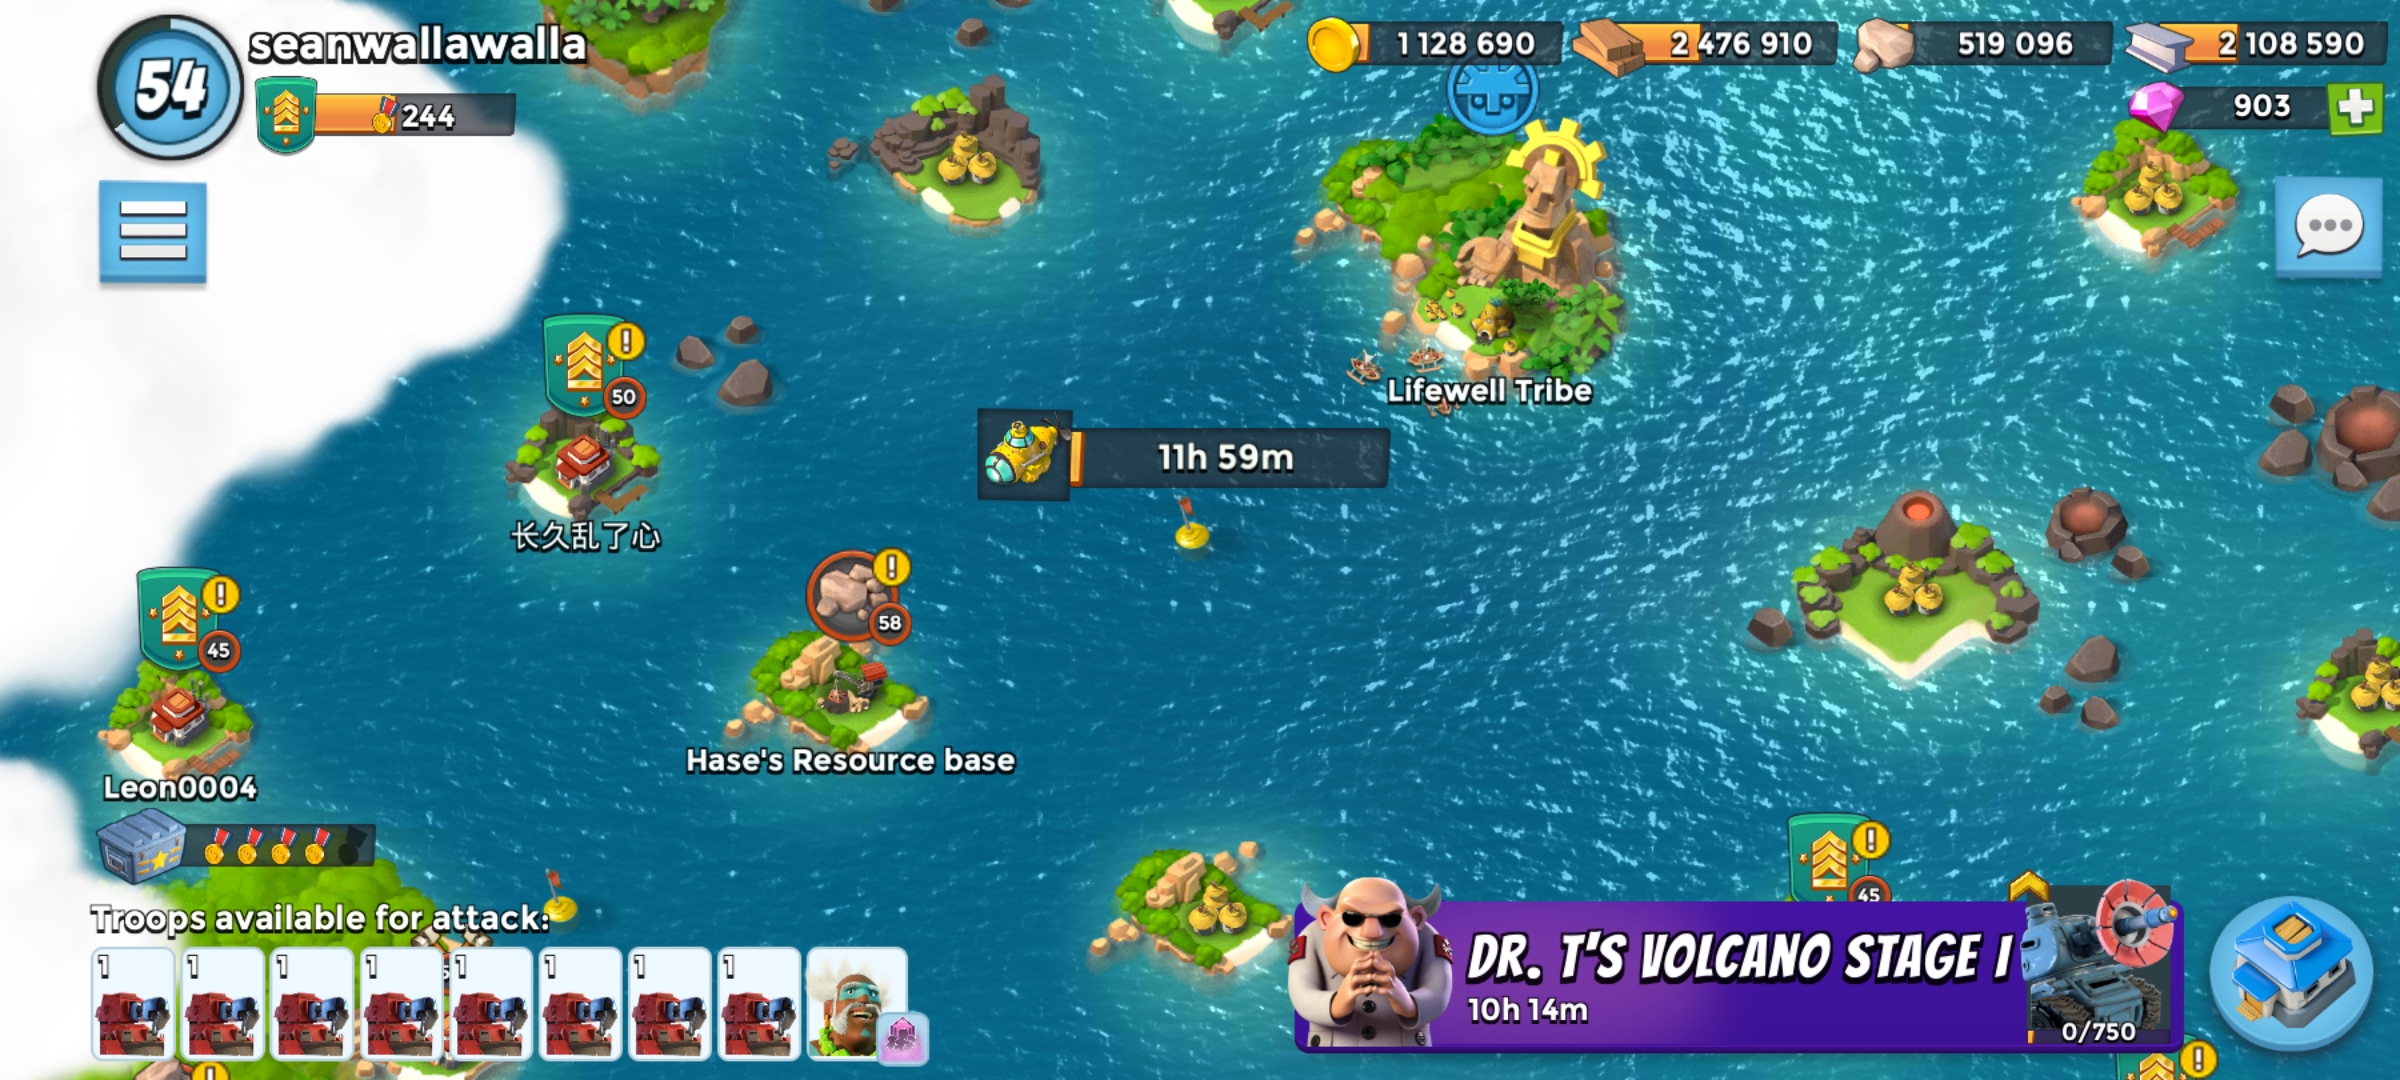 54
seanwallawalla
244
1 128 690
2 476 910
519 096
2 108 590
903
50
长久乱了心
Lifewell Tribe
11h 59m
45
Leon0004
58
Hase's Resource base
Troops available for attack:
1
1
1
1
1
1
1
1
45
DR. T'S VOLCANO STAGE I
10h 14m
0/750